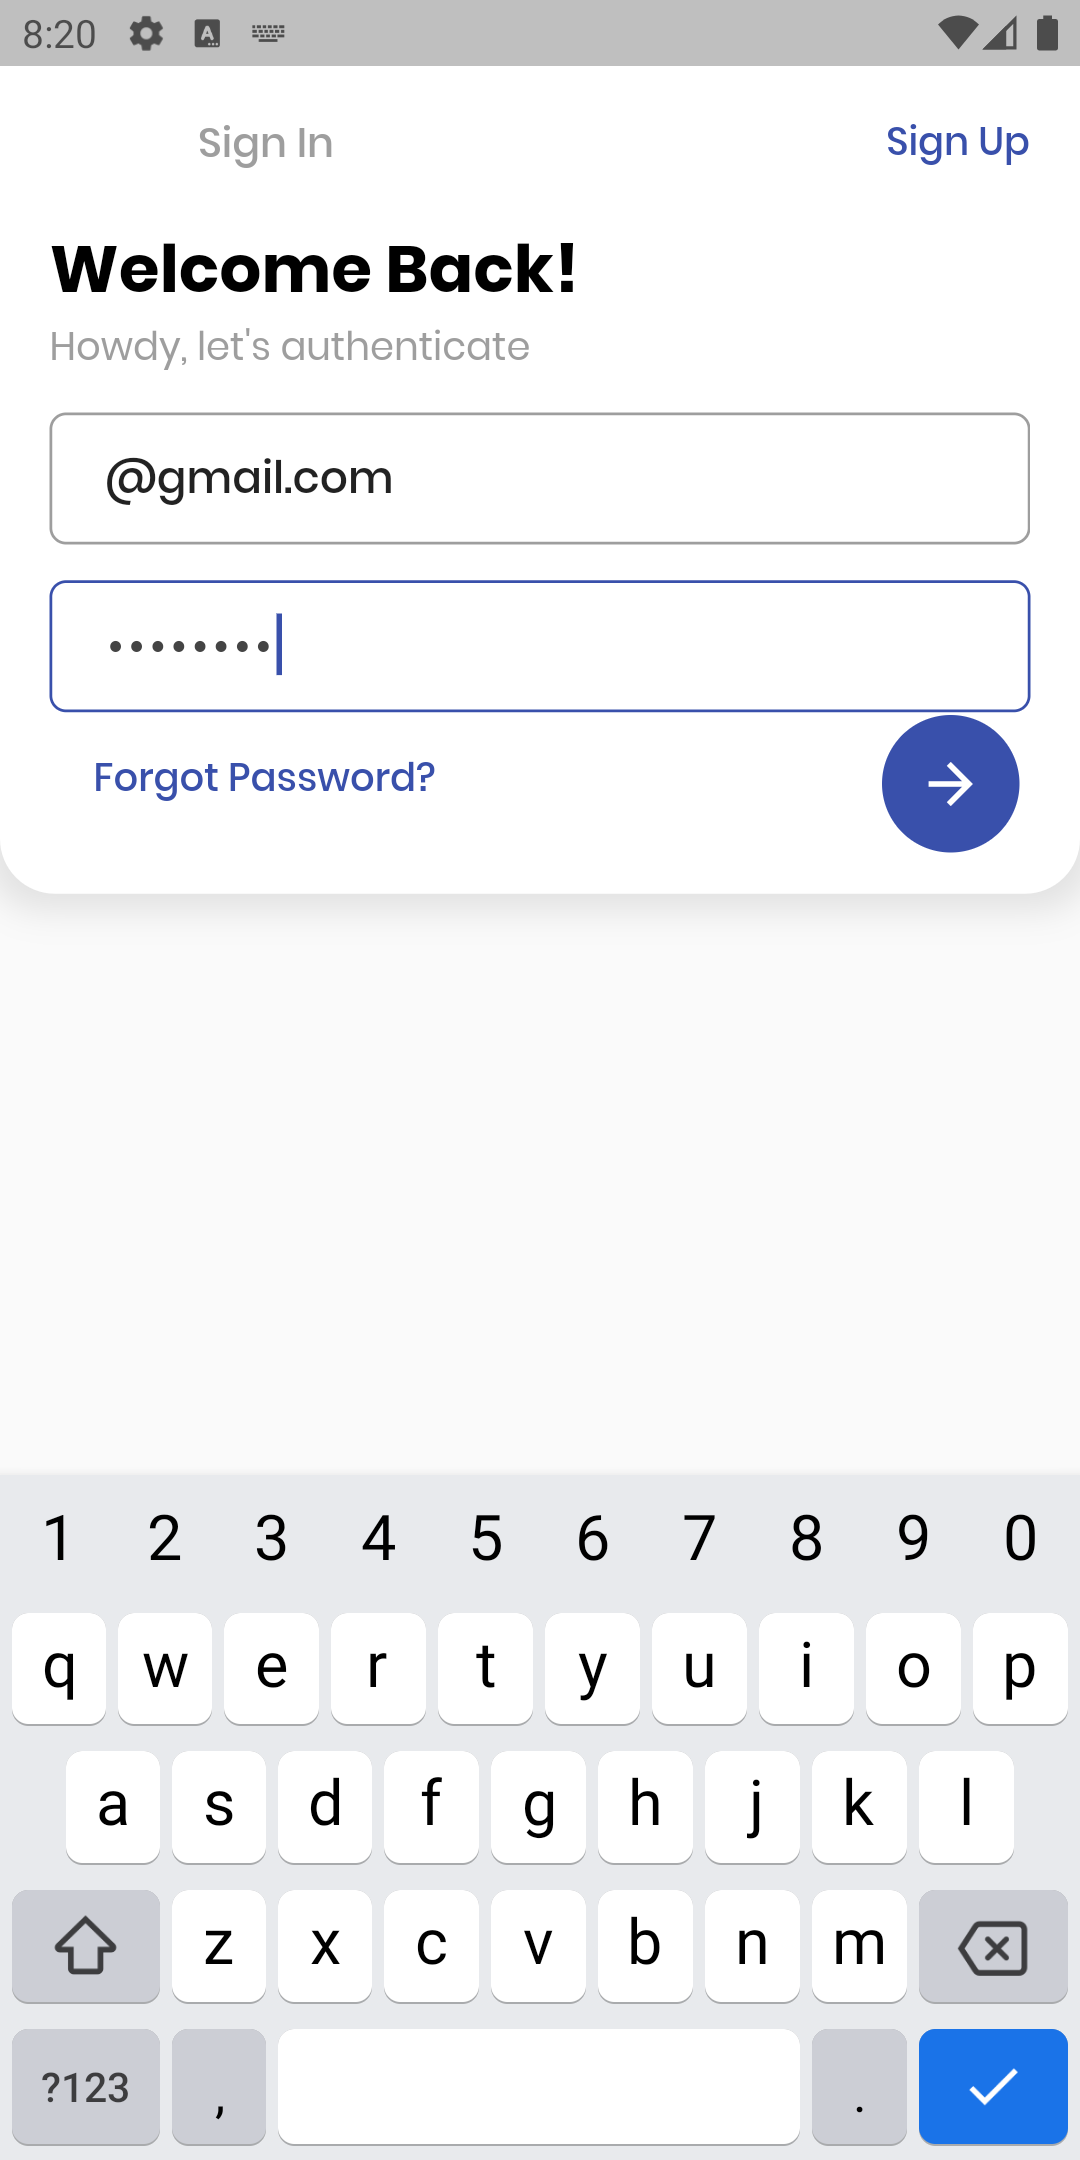 8:20
Sign In
Sign Up
Welcome Back!
Howdy, let's authenticate
@gmail.com
••••••••
Forgot Password?
1 2 3 4 5 6 7 8 9 0
q w e r t y u i o p
a s d f g h j k l
z x c v b n m
?123 , .